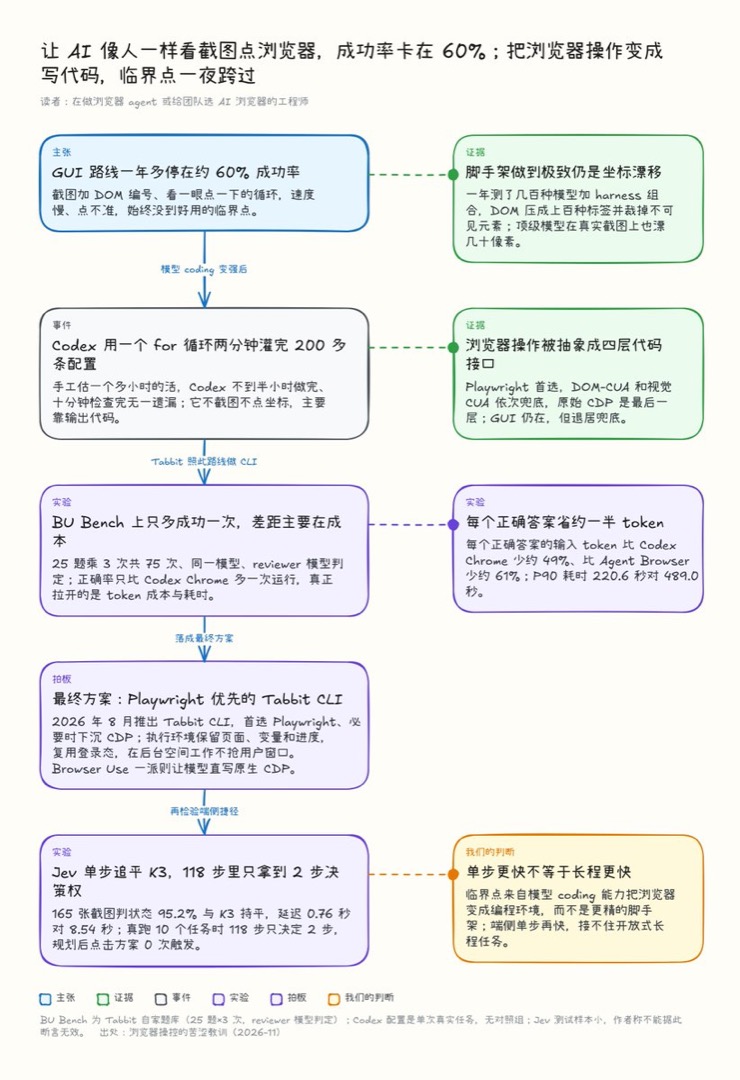 让 AI 像人一样看截图点浏览器，成功率卡在 60%；把浏览器操作变成
写代码，临界点一夜跨过
读者：在做浏览器 agent 或给团队选 AI 浏览器的工程师
主张
GUI 路线一年多停在约 60% 成功率
截图加 DOM 编号、看一眼点一下的循环，速度
慢、点不准，始终没到好用的临界点。
证据
脚手架做到极致仍是坐标漂移
一年测了几百种模型加 harness 组
合，DOM 压成上百种标签并裁掉不可
见元素；顶级模型在真实截图上也漂
几十像素。
模型 coding 变强后
事件
Codex 用一个 for 循环两分钟灌完 200 多
条配置
手工估一个多小时的活，Codex 不到半小时做完、
十分钟检查完无一遗漏；它不截图不点坐标，主要
靠输出代码。
证据
浏览器操作被抽象成四层代码
接口
Playwright 首选，DOM-CUA 和视觉
CUA 依次兜底，原始 CDP 是最后一
层；GUI 仍在，但退居兜底。
Tabbit 照此路线做 CLI
实验
BU Bench 上只多成功一次，差距主要在成
本
25 题乘 3 次共 75 次、同一模型、reviewer 模型判
定；正确率只比 Codex Chrome 多一次运行，真正
拉开的是 token 成本与耗时。
实验
每个正确答案省约一半 token
每个正确答案的输入 token 比 Codex
Chrome 少约 49%、比 Agent Browser
少约 61%；P90 耗时 220.6 秒对 489.0
秒。
落成最终方案
拍板
最终方案：Playwright 优先的 Tabbit CLI
2026 年 8 月推出 Tabbit CLI，首选 Playwright、必
要时下沉 CDP；执行环境保留页面、变量和进度，
复用登录态，在后台空间工作不抢用户窗口。
Browser Use 一派则让模型直写原生 CDP。
再检验端侧捷径
实验
Jev 单步追平 K3，118 步里只拿到 2 步决
策权
165 张截图判状态 95.2% 与 K3 持平，延迟 0.76 秒
对 8.54 秒；真跑 10 个任务时 118 步只决定 2 步，
规划后点击方案 0 次触发。
我们的判断
单步更快不等于长程更快
临界点来自模型 coding 能力把浏览器
变成编程环境，而不是更精的脚手
架；端侧单步再快，接不住开放式长
程任务。
主张 证据 事件 实验 拍板 我们的判断
BU Bench 为 Tabbit 自家题库（25 题×3 次，reviewer 模型判定）；Codex 配置是单次真实任务，无对照组；Jev 测试样本小，作者称不能据此
断言无效。 出处：浏览器操控的苦涩教训（2026-11）